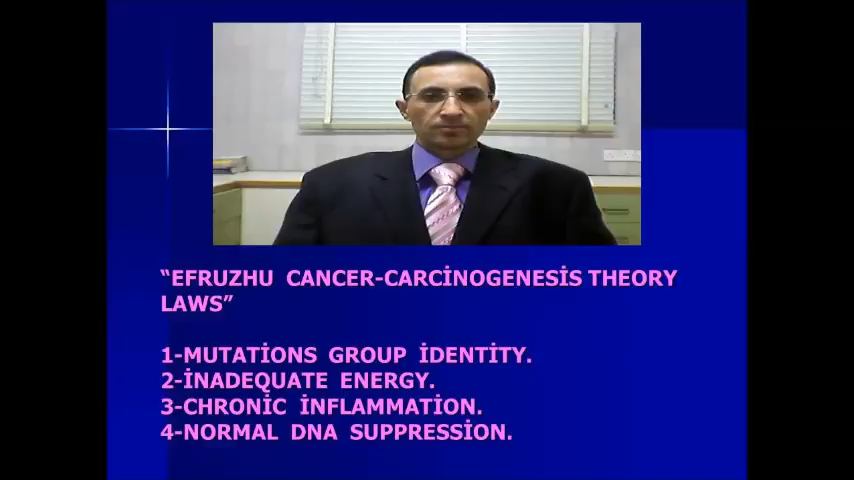 “EFRUZHU CANCER-CARCİNOGENESİS THEORY
LAWS”
1-MUTATİONS GROUP İDENTİTY.
2-İNADEQUATE ENERGY.
3-CHRONİC İNFLAMMATİON.
4-NORMAL DNA SUPPRESSİON.